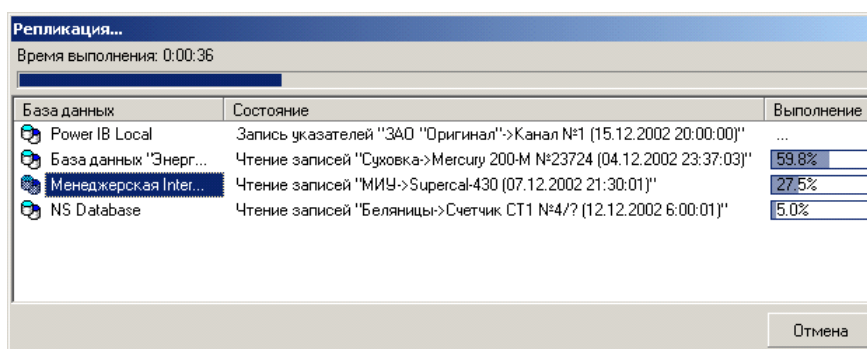 Репликация...
Время выполнения: 0:00:36
База данных Состояние Выполнение
Power IB Local Запись указателей "ЗАО "Оригинал"->Канал №1 (15.12.2002 20:00:00)" ...
База данных "Энерг... Чтение записей "Суховка->Mercury 200-M №23724 (04.12.2002 23:37:03)" 59.8%
Менеджерская Inter... Чтение записей "МИУ->Supercal-430 (07.12.2002 21:30:01)" 27.5%
NS Database Чтение записей "Беляницы->Счетчик СТ1 №4/? (12.12.2002 6:00:01)" 5.0%
Отмена